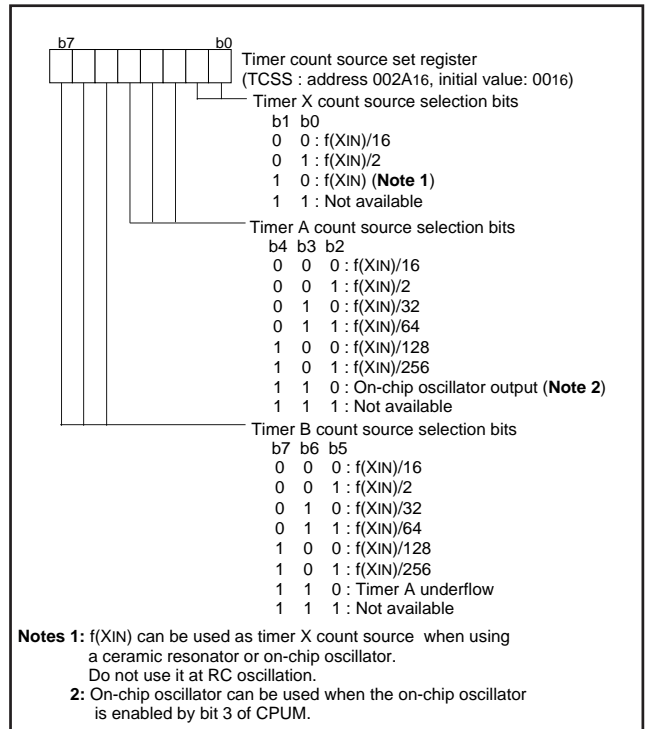 b7 b0
Timer count source set register
(TCSS : address 002A16, initial value: 0016)
Timer X count source selection bits
b1 b0
0 0 : f(XIN)/16
0 1 : f(XIN)/2
1 0 : f(XIN) (Note 1)
1 1 : Not available
Timer A count source selection bits
b4 b3 b2
0 0 0 : f(XIN)/16
0 0 1 : f(XIN)/2
0 1 0 : f(XIN)/32
0 1 1 : f(XIN)/64
1 0 0 : f(XIN)/128
1 0 1 : f(XIN)/256
1 1 0 : On-chip oscillator output (Note 2)
1 1 1 : Not available
Timer B count source selection bits
b7 b6 b5
0 0 0 : f(XIN)/16
0 0 1 : f(XIN)/2
0 1 0 : f(XIN)/32
0 1 1 : f(XIN)/64
1 0 0 : f(XIN)/128
1 0 1 : f(XIN)/256
1 1 0 : Timer A underflow
1 1 1 : Not available
Notes 1: f(XIN) can be used as timer X count source when using
a ceramic resonator or on-chip oscillator.
Do not use it at RC oscillation.
2: On-chip oscillator can be used when the on-chip oscillator
is enabled by bit 3 of CPUM.